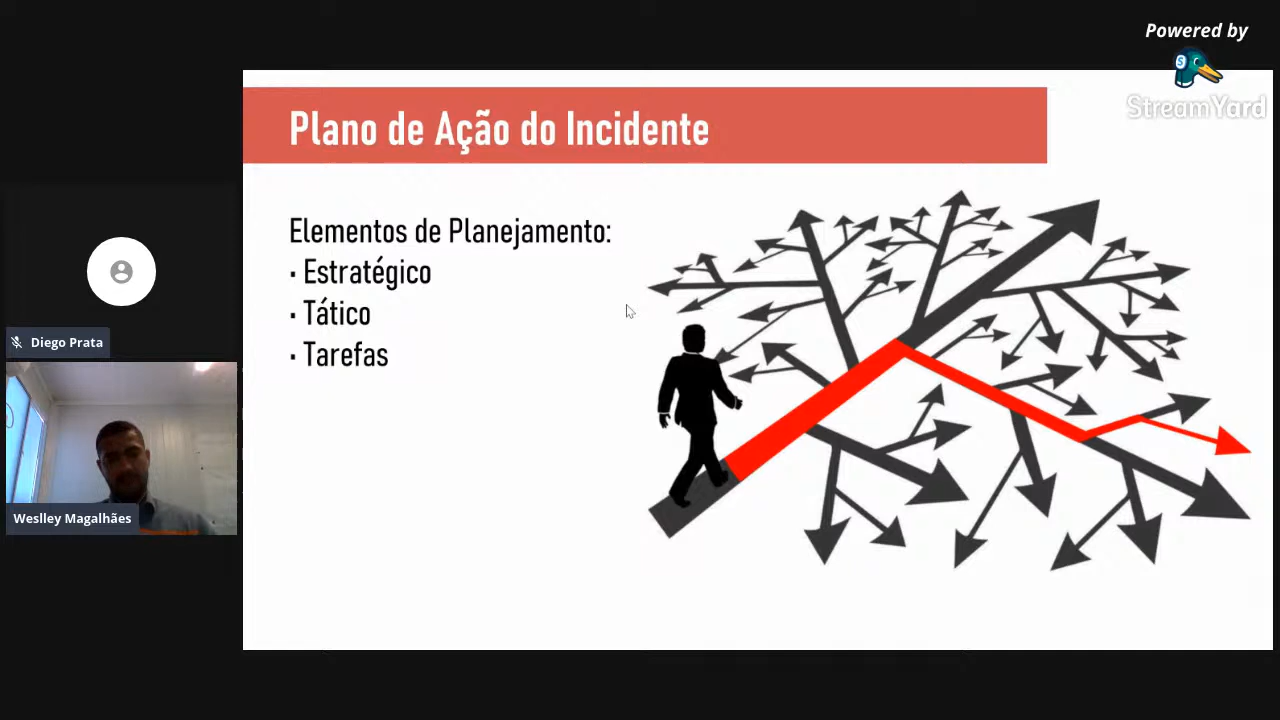 Powered by
StreamYard
Plano de Ação do Incidente
Elementos de Planejamento:
· Estratégico
· Tático
· Tarefas
Diego Prata
Weslley Magalhães